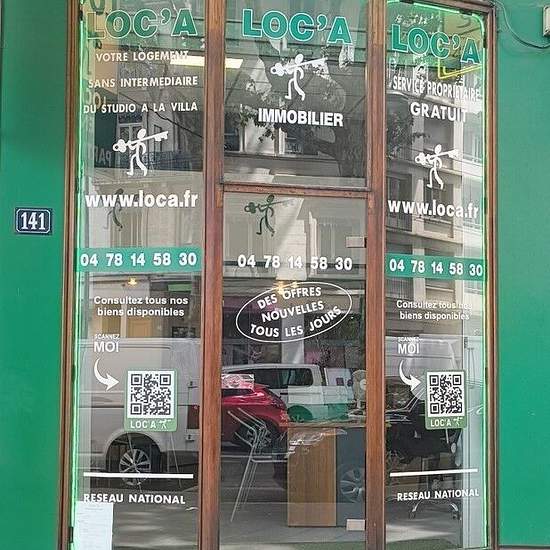 LOC'A
VOTRE LOGEMENT
SANS INTERMEDIAIRE
DU STUDIO A LA VILLA
www.loca.fr
04 78 14 58 30
Consultez tous nos
biens disponibles
SCANNEZ
MOI
LOC'A
RESEAU NATIONAL
LOC'A
IMMOBILIER
04 78 14 58 30
DES OFFRES
NOUVELLES
TOUS LES JOURS
LOC'A
SERVICE PROPRIETAIRE
GRATUIT
www.loca.fr
04 78 14 58 30
Consultez tous nos
biens disponibles
SCANNEZ
MOI
LOC'A
RESEAU NATIONAL
141